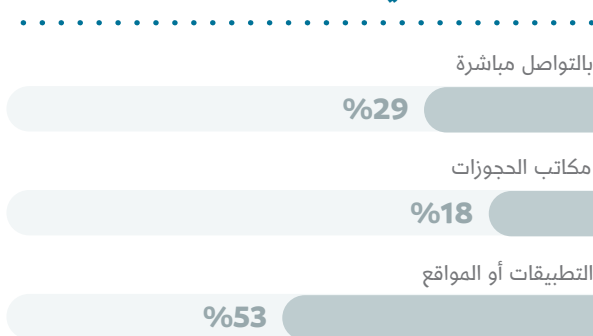 بالتواصل مباشرة
%29
مكاتب الحجوزات
%18
التطبيقات أو المواقع
%53